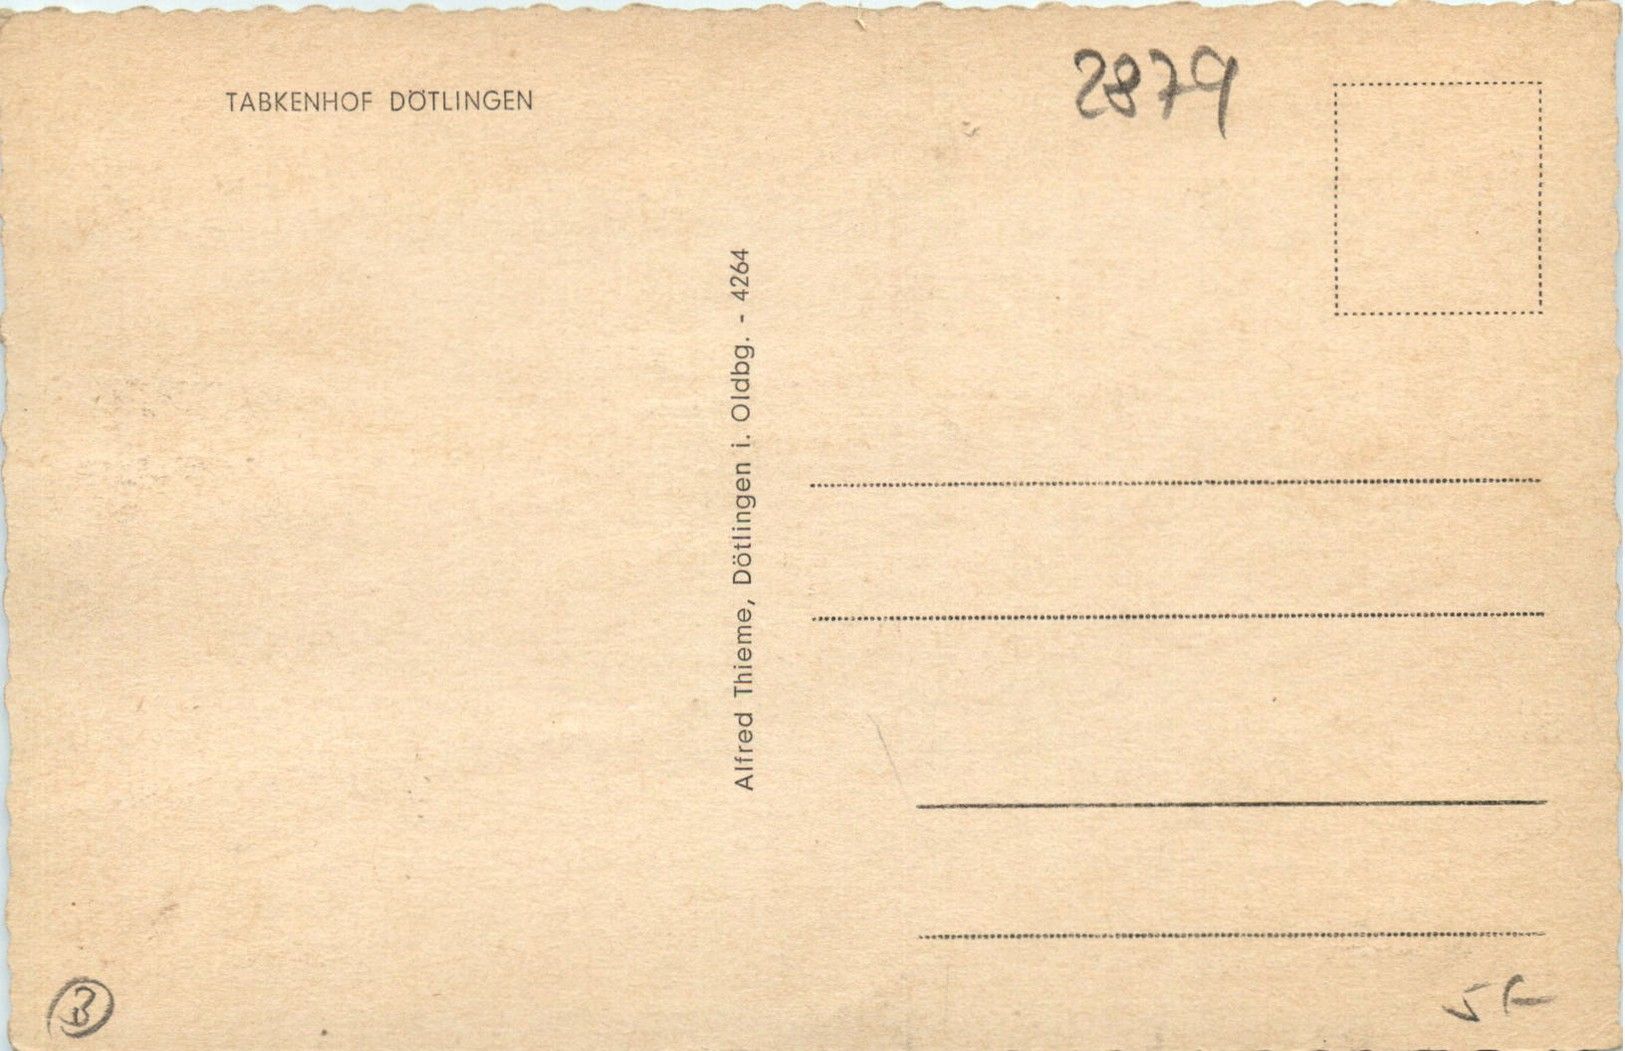 TABKENHOF DÖTLINGEN
2879
Alfred Thieme, Dötlingen i. Oldbg. - 4264
3